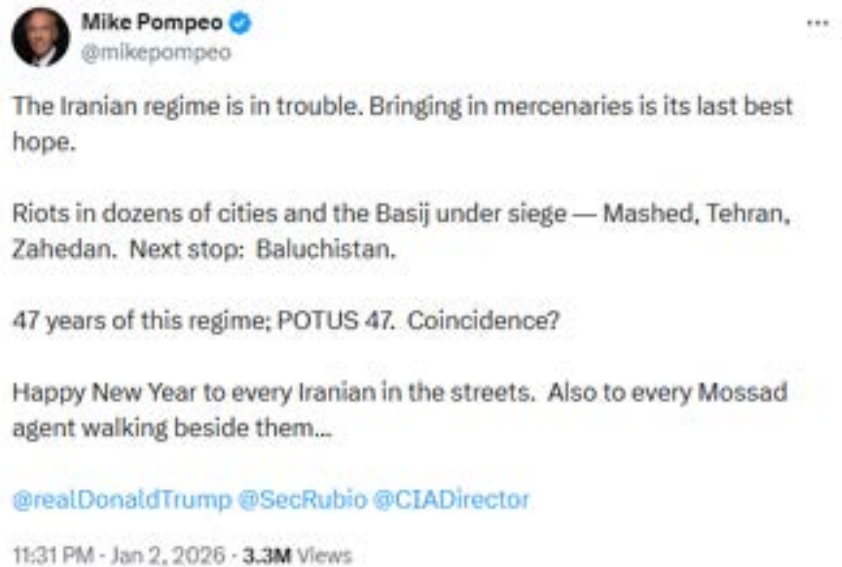 Mike Pompeo
@mikepompeo
The Iranian regime is in trouble. Bringing in mercenaries is its last best
hope.
Riots in dozens of cities and the Basij under siege — Mashed, Tehran,
Zahedan. Next stop: Baluchistan.
47 years of this regime; POTUS 47. Coincidence?
Happy New Year to every Iranian in the streets. Also to every Mossad
agent walking beside them...
@realDonaldTrump @SecRubio @CIADirector
11:31 PM · Jan 2, 2026 · 3.3M Views